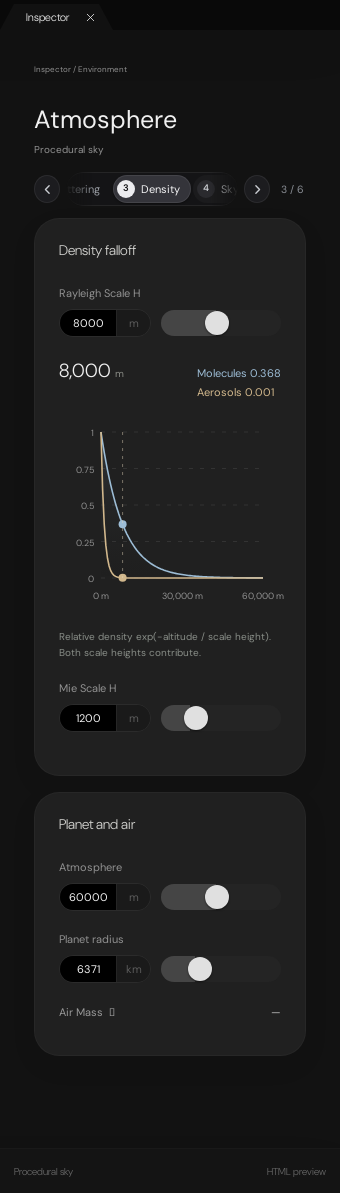 Inspector
Inspector / Environment
Atmosphere
Procedural sky
3 Density
4
3 / 6
Density falloff
Rayleigh Scale H
8000 m
8,000 m
Molecules 0.368
Aerosols 0.001
1
0.75
0.5
0.25
0
0 m 30,000 m 60,000 m
Relative density exp(−altitude / scale height).
Both scale heights contribute.
Mie Scale H
1200 m
Planet and air
Atmosphere
60000 m
Planet radius
6371 km
Air Mass —
Procedural sky HTML preview